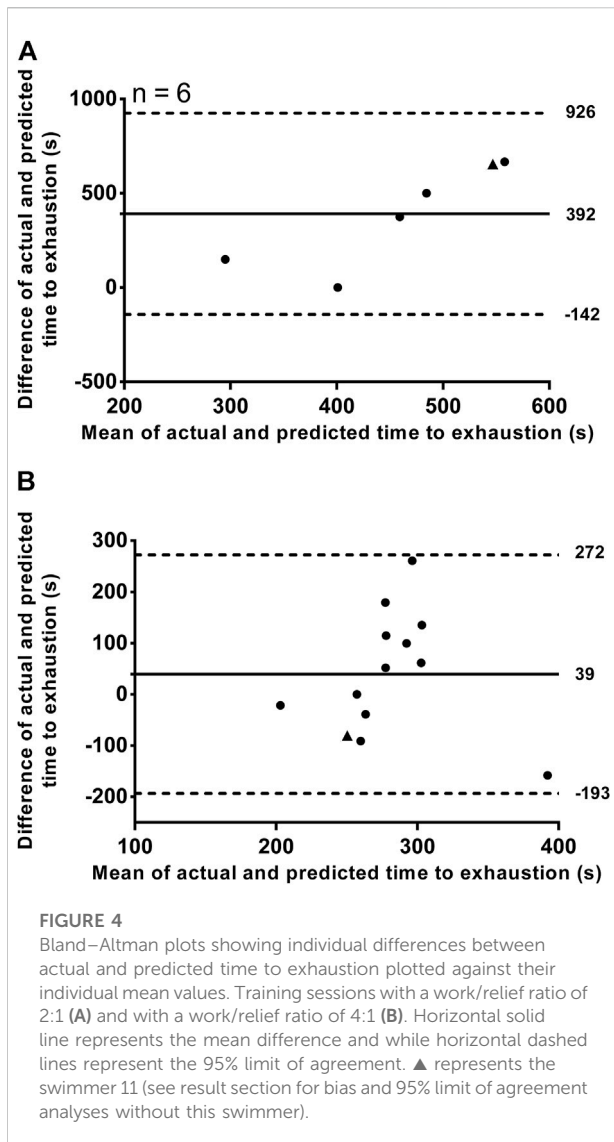 A
n = 6
Difference of actual and predicted
time to exhaustion (s)
1000
500
0
-500
926
392
-142
200 300 400 500 600
Mean of actual and predicted time to exhaustion (s)
B
Difference of actual and predicted
time to exhaustion (s)
300
200
100
0
-100
-200
272
39
-193
100 200 300 400
Mean of actual and predicted time to exhaustion (s)
FIGURE 4
Bland–Altman plots showing individual differences between
actual and predicted time to exhaustion plotted against their
individual mean values. Training sessions with a work/relief ratio of
2:1 (A) and with a work/relief ratio of 4:1 (B). Horizontal solid
line represents the mean difference and while horizontal dashed
lines represent the 95% limit of agreement. ▲ represents the
swimmer 11 (see result section for bias and 95% limit of agreement
analyses without this swimmer).